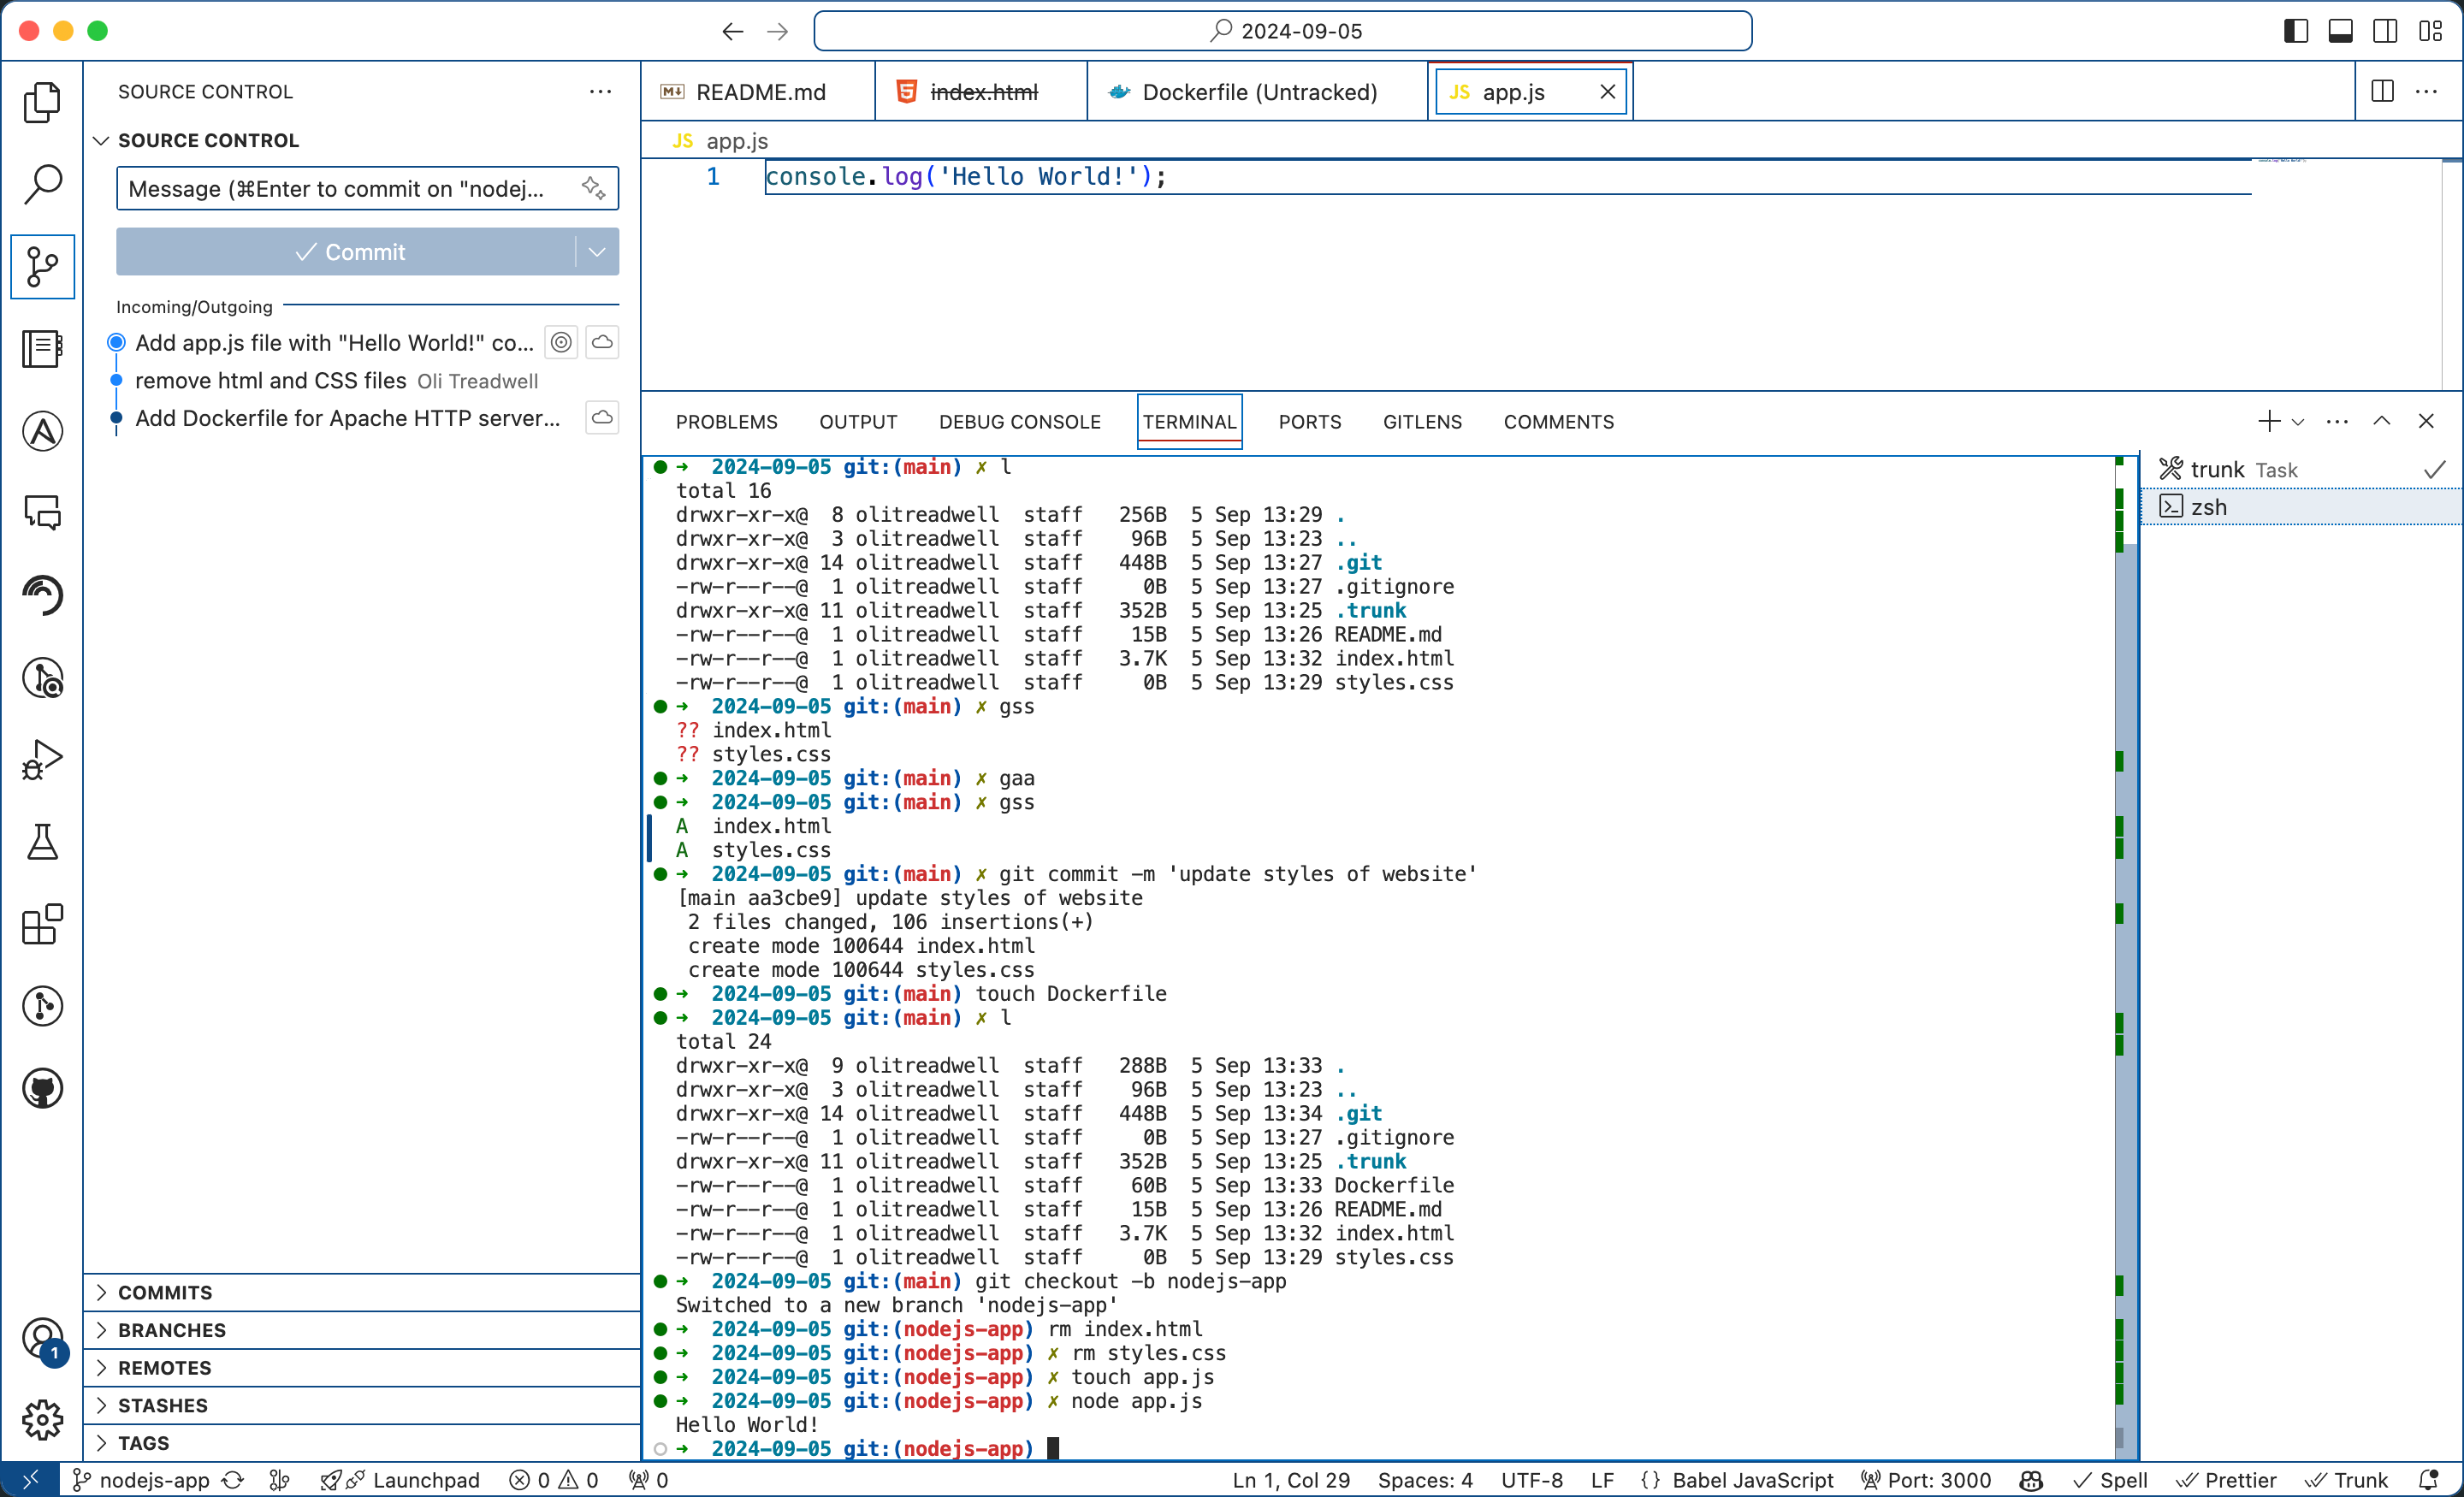 2024-09-05
SOURCE CONTROL
SOURCE CONTROL
Message (⌘Enter to commit on "nodej...
Commit
Incoming/Outgoing
Add app.js file with "Hello World!" co...
remove html and CSS files Oli Treadwell
Add Dockerfile for Apache HTTP server...
COMMITS
BRANCHES
REMOTES
STASHES
TAGS
README.md index.html Dockerfile (Untracked) JS app.js
JS app.js
1 console.log('Hello World!');
PROBLEMS OUTPUT DEBUG CONSOLE TERMINAL PORTS GITLENS COMMENTS
trunk Task
zsh
➜ 2024-09-05 git:(main) ✗ l
total 16
drwxr-xr-x@ 8 olitreadwell staff 256B 5 Sep 13:29 .
drwxr-xr-x@ 3 olitreadwell staff 96B 5 Sep 13:23 ..
drwxr-xr-x@ 14 olitreadwell staff 448B 5 Sep 13:27 .git
-rw-r--r--@ 1 olitreadwell staff 0B 5 Sep 13:27 .gitignore
drwxr-xr-x@ 11 olitreadwell staff 352B 5 Sep 13:25 .trunk
-rw-r--r--@ 1 olitreadwell staff 15B 5 Sep 13:26 README.md
-rw-r--r--@ 1 olitreadwell staff 3.7K 5 Sep 13:32 index.html
-rw-r--r--@ 1 olitreadwell staff 0B 5 Sep 13:29 styles.css
➜ 2024-09-05 git:(main) ✗ gss
?? index.html
?? styles.css
➜ 2024-09-05 git:(main) ✗ gaa
➜ 2024-09-05 git:(main) ✗ gss
A index.html
A styles.css
➜ 2024-09-05 git:(main) ✗ git commit -m 'update styles of website'
[main aa3cbe9] update styles of website
2 files changed, 106 insertions(+)
create mode 100644 index.html
create mode 100644 styles.css
➜ 2024-09-05 git:(main) touch Dockerfile
➜ 2024-09-05 git:(main) ✗ l
total 24
drwxr-xr-x@ 9 olitreadwell staff 288B 5 Sep 13:33 .
drwxr-xr-x@ 3 olitreadwell staff 96B 5 Sep 13:23 ..
drwxr-xr-x@ 14 olitreadwell staff 448B 5 Sep 13:34 .git
-rw-r--r--@ 1 olitreadwell staff 0B 5 Sep 13:27 .gitignore
drwxr-xr-x@ 11 olitreadwell staff 352B 5 Sep 13:25 .trunk
-rw-r--r--@ 1 olitreadwell staff 60B 5 Sep 13:33 Dockerfile
-rw-r--r--@ 1 olitreadwell staff 15B 5 Sep 13:26 README.md
-rw-r--r--@ 1 olitreadwell staff 3.7K 5 Sep 13:32 index.html
-rw-r--r--@ 1 olitreadwell staff 0B 5 Sep 13:29 styles.css
➜ 2024-09-05 git:(main) git checkout -b nodejs-app
Switched to a new branch 'nodejs-app'
➜ 2024-09-05 git:(nodejs-app) rm index.html
➜ 2024-09-05 git:(nodejs-app) ✗ rm styles.css
➜ 2024-09-05 git:(nodejs-app) ✗ touch app.js
➜ 2024-09-05 git:(nodejs-app) ✗ node app.js
Hello World!
➜ 2024-09-05 git:(nodejs-app)
1
nodejs-app Launchpad 0 0 0 Ln 1, Col 29 Spaces: 4 UTF-8 LF {} Babel JavaScript Port: 3000 Spell Prettier Trunk